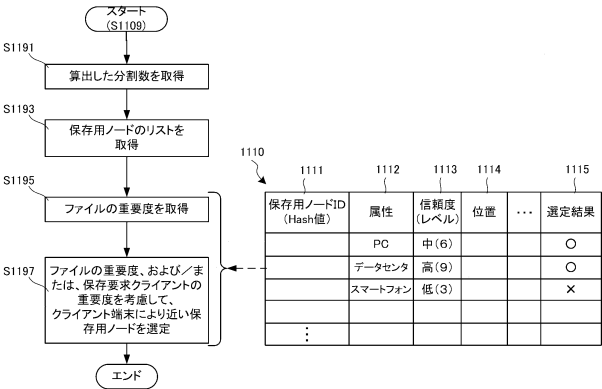 スタート
(S1109)
S1191
算出した分割数を取得
S1193
保存用ノードのリストを
取得
S1195
ファイルの重要度を取得
S1197
ファイルの重要度、および／ま
たは、保存要求クライアントの
重要度を考慮して、
クライアント端末により近い保
存用ノードを選定
エンド
1110
1111
1112
1113
1114
1115
保存用ノードID
(Hash値)
属性
信頼度
(レベル)
位置
・・・
選定結果
PC
中(6)
○
データセンタ
高(9)
○
スマートフォン
低(3)
×
⋮